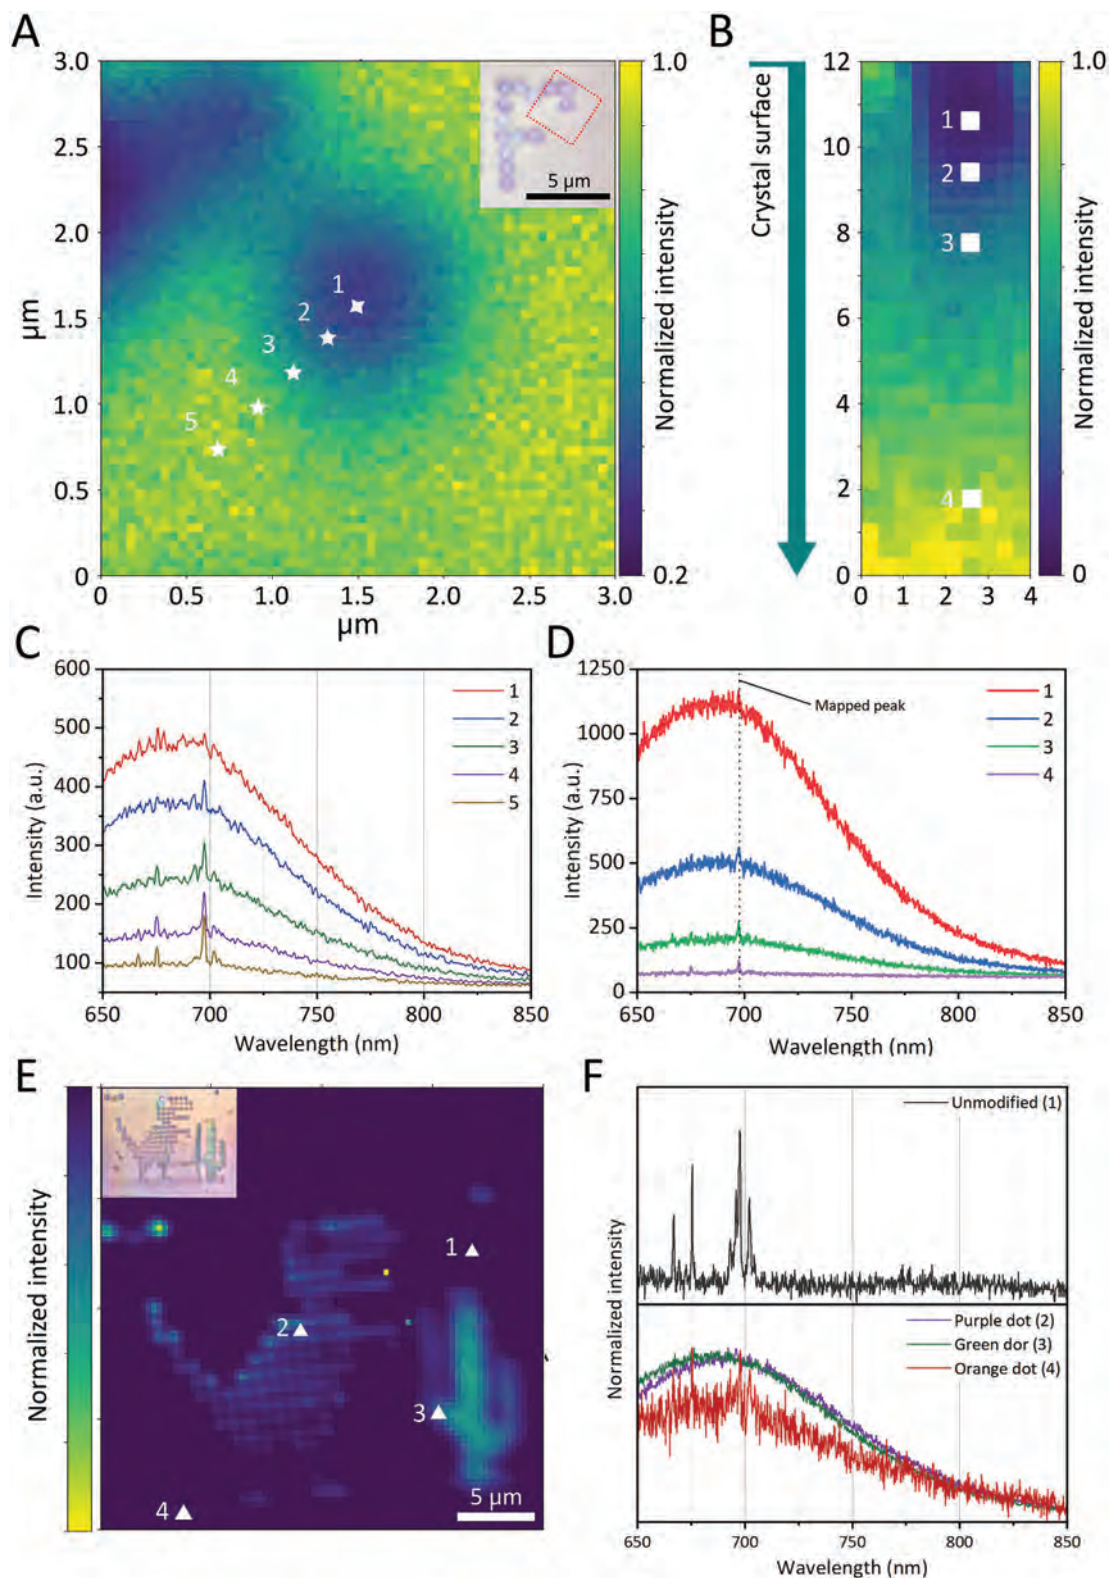 A
3.0
2.5
2.0
1.5
1.0
0.5
0
µm
0
0.5
1.0
1.5
2.0
2.5
3.0
µm
1
2
3
4
5
5 µm
1.0
0.2
Normalized intensity
B
Crystal surface
12
10
8
6
4
2
0
0 1 2 3 4
1
2
3
4
1.0
0
Normalized intensity
C
600
500
400
300
200
100
Intensity (a.u.)
650 700 750 800 850
Wavelength (nm)
1
2
3
4
5
D
1250
1000
750
500
250
0
Intensity (a.u.)
650 700 750 800 850
Wavelength (nm)
Mapped peak
1
2
3
4
E
Normalized intensity
1
2
3
4
5 µm
F
Normalized intensity
Unmodified (1)
Purple dot (2)
Green dor (3)
Orange dot (4)
650 700 750 800 850
Wavelength (nm)